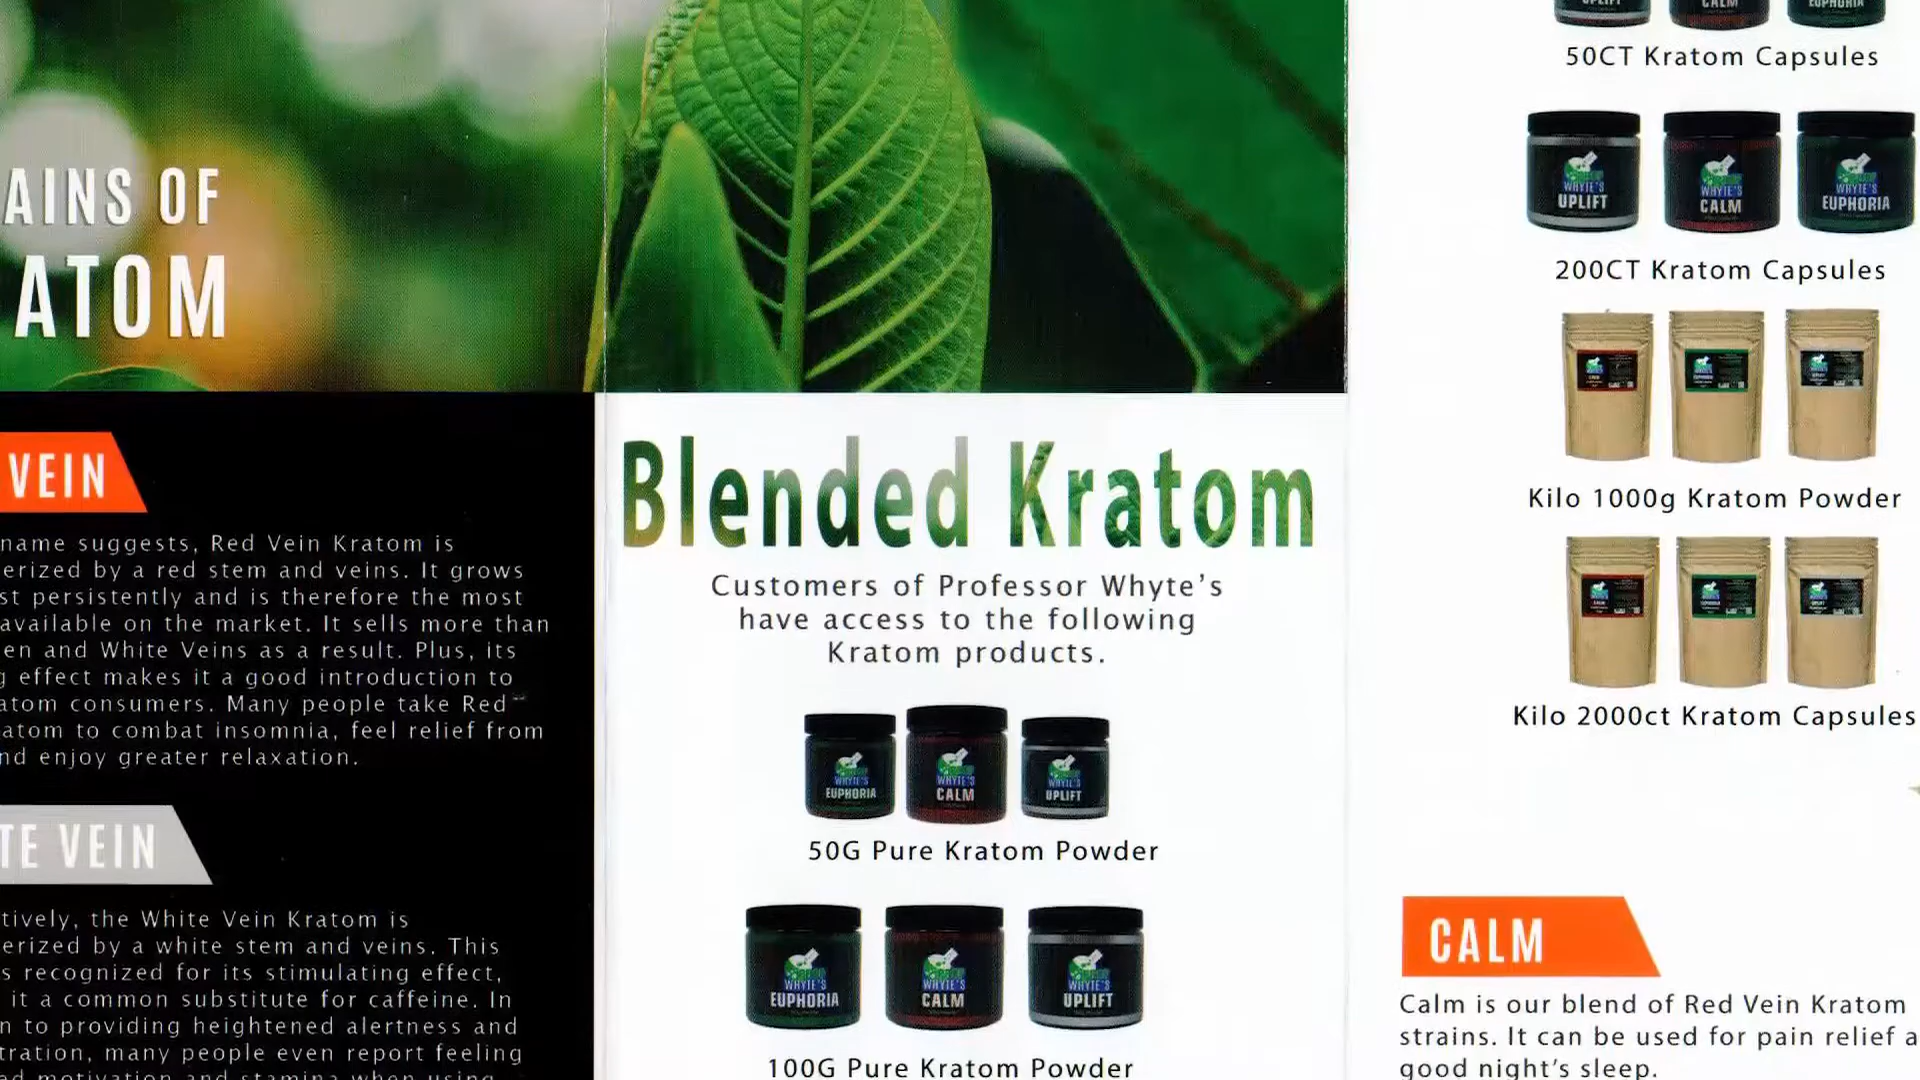 AINS OF
ATOM
VEIN
name suggests, Red Vein Kratom is
erized by a red stem and veins. It grows
st persistently and is therefore the most
available on the market. It sells more than
en and White Veins as a result. Plus, its
g effect makes it a good introduction to
atom consumers. Many people take Red
atom to combat insomnia, feel relief from
nd enjoy greater relaxation.
TE VEIN
tively, the White Vein Kratom is
erized by a white stem and veins. This
s recognized for its stimulating effect,
it a common substitute for caffeine. In
n to providing heightened alertness and
tration, many people even report feeling
ed motivation and stamina when using
Blended Kratom
Customers of Professor Whyte's
have access to the following
Kratom products.
WHYTE'S
EUPHORIA
WHYTE'S
CALM
WHYTE'S
UPLIFT
50G Pure Kratom Powder
WHYTE'S
EUPHORIA
WHYTE'S
CALM
WHYTE'S
UPLIFT
100G Pure Kratom Powder
UPLIFT
CALM
EUPHORIA
50CT Kratom Capsules
WHYTE'S
UPLIFT
WHYTE'S
CALM
WHYTE'S
EUPHORIA
200CT Kratom Capsules
Kilo 1000g Kratom Powder
Kilo 2000ct Kratom Capsules
CALM
Calm is our blend of Red Vein Kratom
strains. It can be used for pain relief a
good night's sleep.